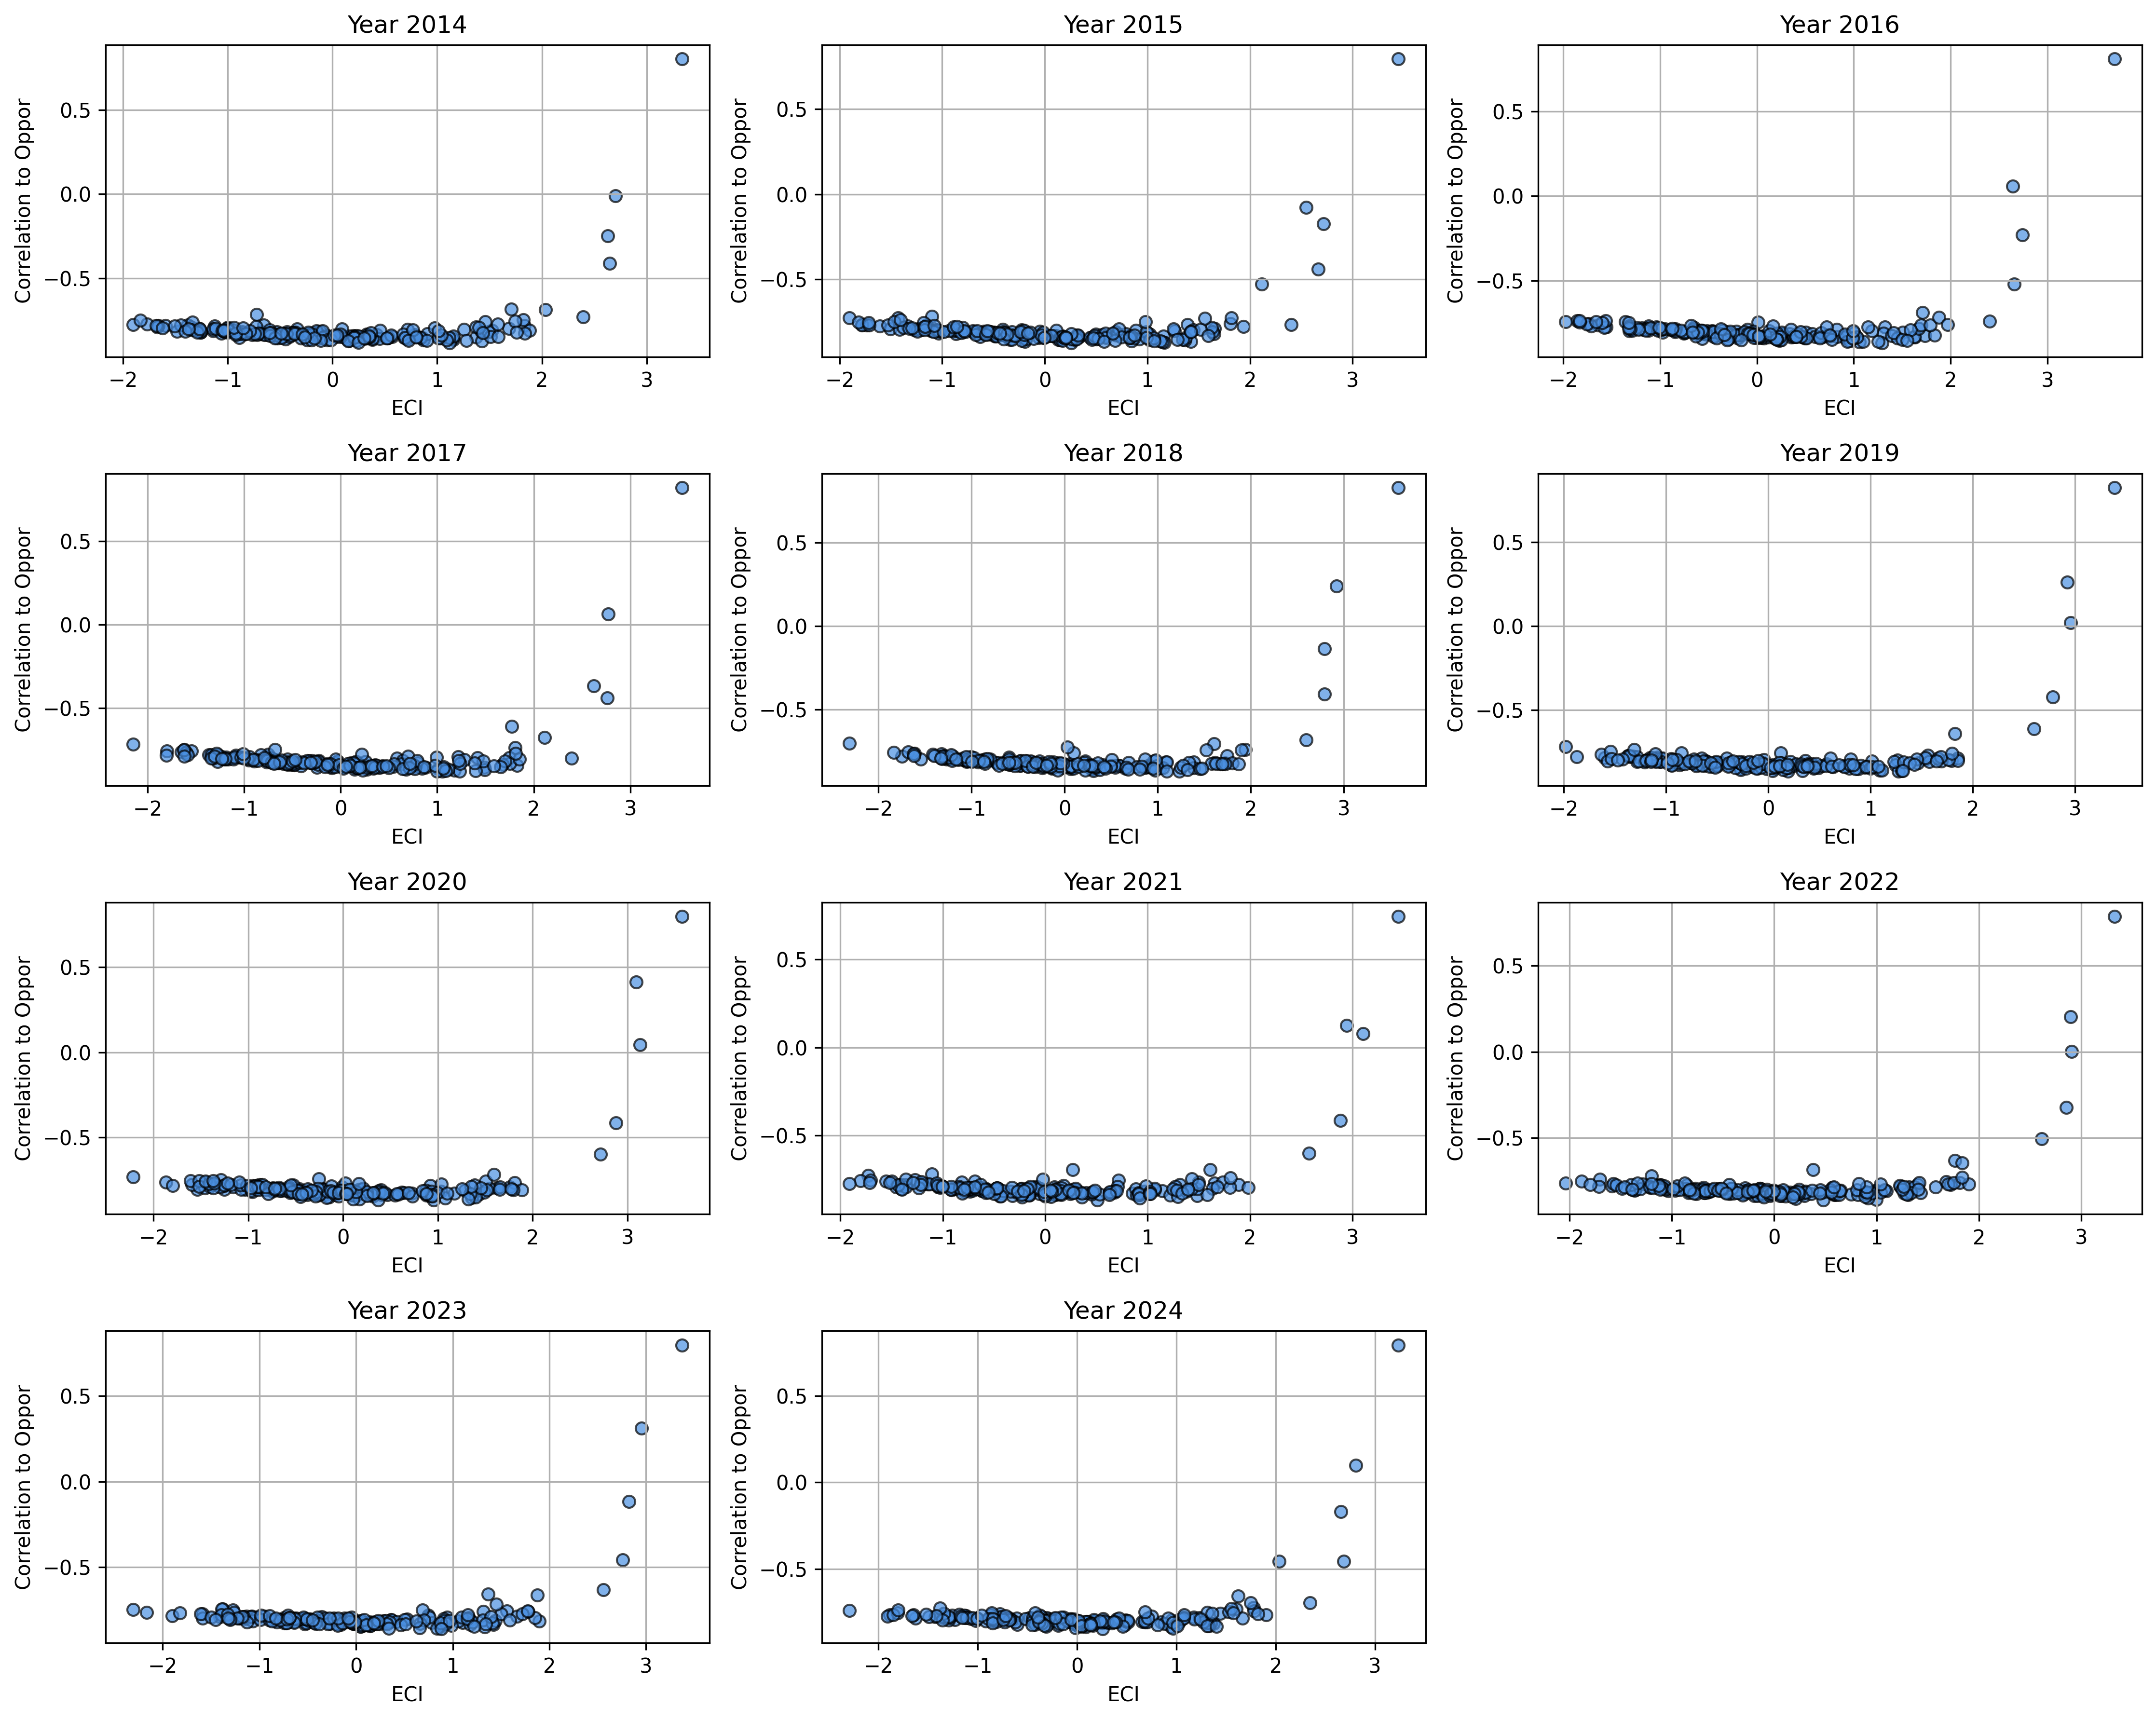 Year 2014
Year 2015
Year 2016
Correlation to Oppor
0.5
0.0
−0.5
−2 −1 0 1 2 3
ECI
Correlation to Oppor
0.5
0.0
−0.5
−2 −1 0 1 2 3
ECI
Correlation to Oppor
0.5
0.0
−0.5
−2 −1 0 1 2 3
ECI
Year 2017
Year 2018
Year 2019
Correlation to Oppor
0.5
0.0
−0.5
−2 −1 0 1 2 3
ECI
Correlation to Oppor
0.5
0.0
−0.5
−2 −1 0 1 2 3
ECI
Correlation to Oppor
0.5
0.0
−0.5
−2 −1 0 1 2 3
ECI
Year 2020
Year 2021
Year 2022
Correlation to Oppor
0.5
0.0
−0.5
−2 −1 0 1 2 3
ECI
Correlation to Oppor
0.5
0.0
−0.5
−2 −1 0 1 2 3
ECI
Correlation to Oppor
0.5
0.0
−0.5
−2 −1 0 1 2 3
ECI
Year 2023
Year 2024
Correlation to Oppor
0.5
0.0
−0.5
−2 −1 0 1 2 3
ECI
Correlation to Oppor
0.5
0.0
−0.5
−2 −1 0 1 2 3
ECI